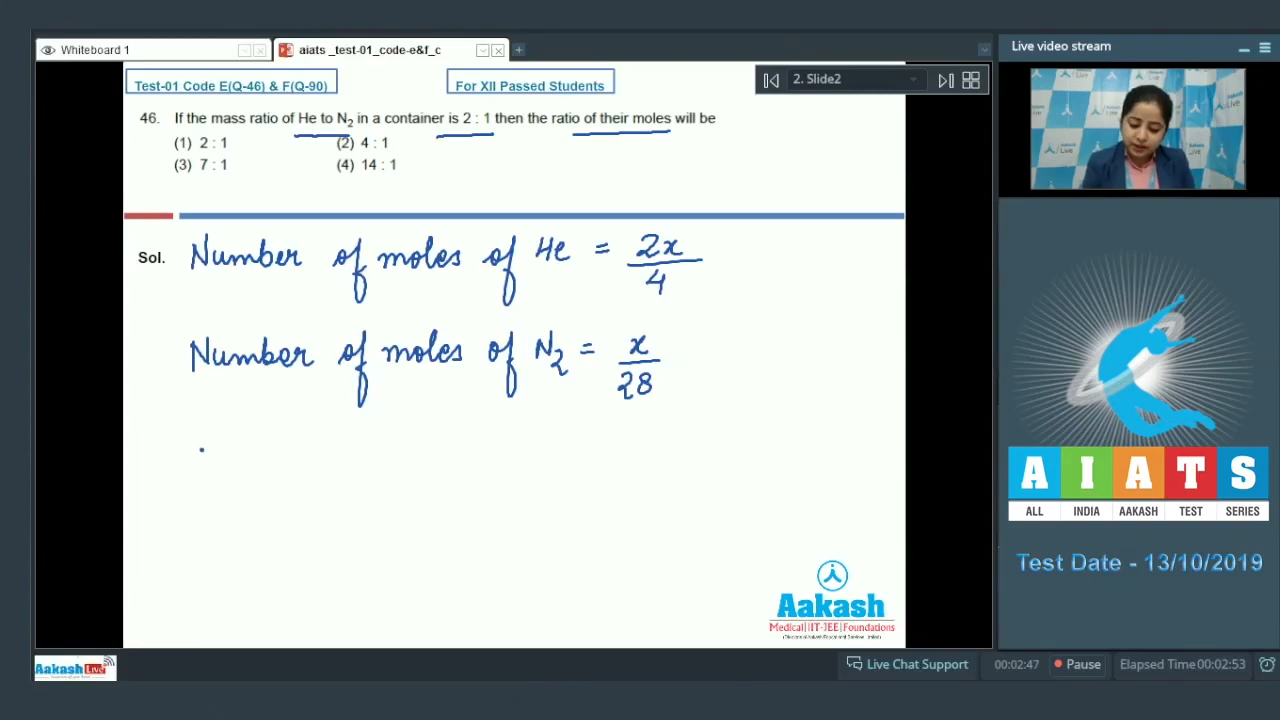 Whiteboard 1
aiats _test-01_code-e&f_c
Live video stream
Test-01 Code E(Q-46) & F(Q-90)
For XII Passed Students
2. Slide2
46. If the mass ratio of He to N2 in a container is 2 : 1 then the ratio of their moles will be
(1) 2 : 1 (2) 4 : 1
(3) 7 : 1 (4) 14 : 1
Sol. Number of moles of He = 2x/4
Number of moles of N2 = x/28
A I A T S
ALL INDIA AAKASH TEST SERIES
Test Date - 13/10/2019
Aakash
Medical|IIT-JEE|Foundations
Aakash Live
Live Chat Support
00:02:47
Pause
Elapsed Time 00:02:53